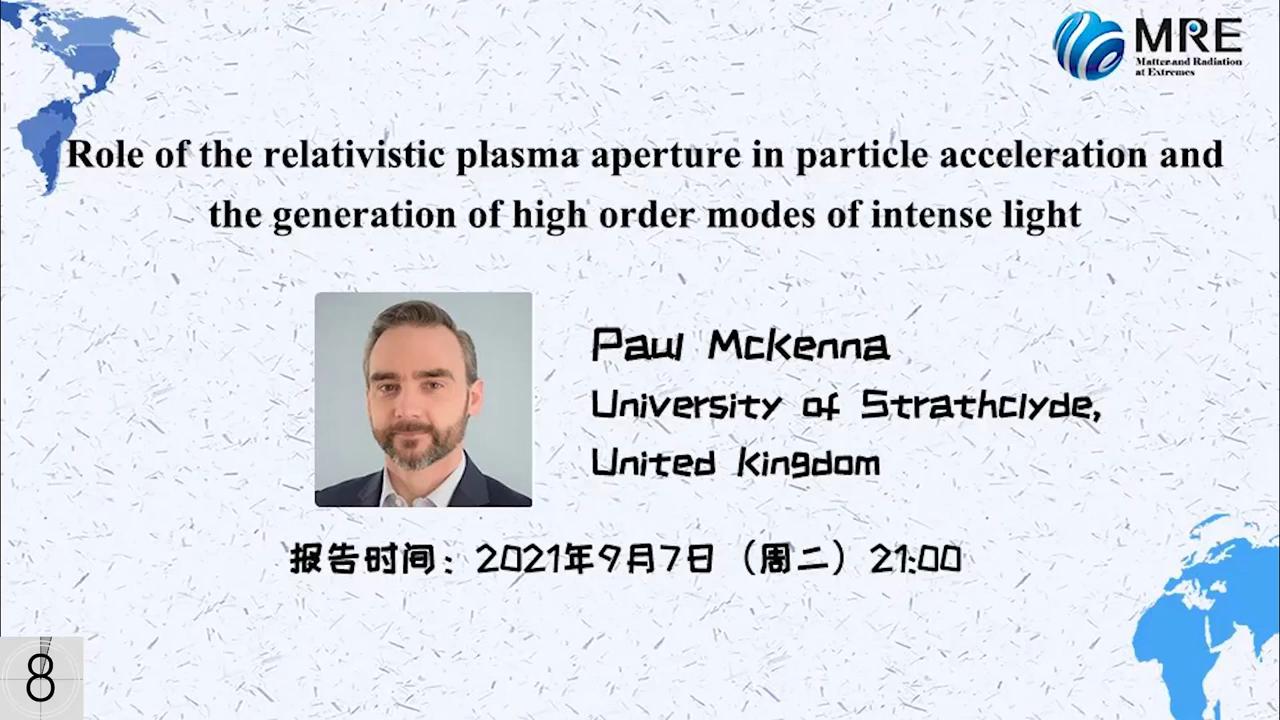 MRE
Matter and Radiation
at Extremes
Role of the relativistic plasma aperture in particle acceleration and
the generation of high order modes of intense light
Paul Mckenna
University of Strathclyde,
United Kingdom
报告时间：2021年9月7日（周二）21:00
8